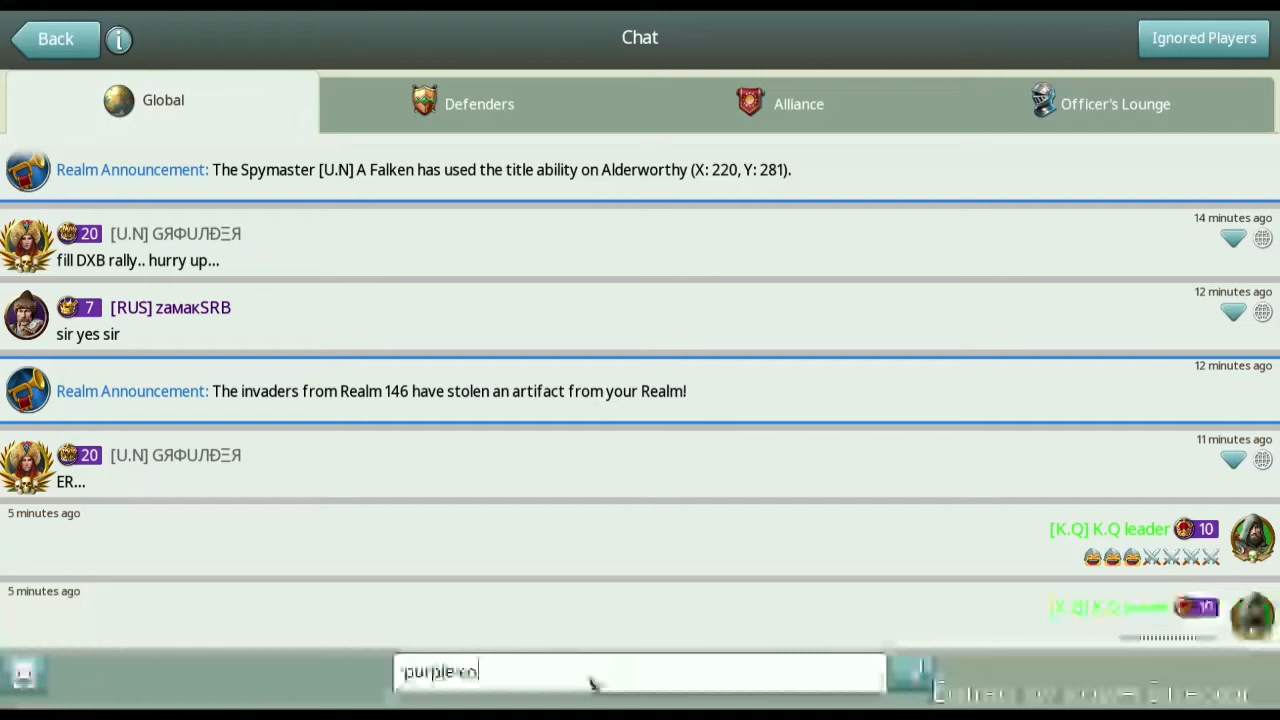 Back
Chat
Ignored Players
Global
Defenders
Alliance
Officer's Lounge
Realm Announcement: The Spymaster [U.N] A Falken has used the title ability on Alderworthy (X: 220, Y: 281).
14 minutes ago
20 [U.N] GЯФUЛÐΞЯ
fill DXB rally.. hurry up...
12 minutes ago
7 [RUS] zaмaкSRB
sir yes sir
12 minutes ago
Realm Announcement: The invaders from Realm 146 have stolen an artifact from your Realm!
11 minutes ago
20 [U.N] GЯФUЛÐΞЯ
ER...
5 minutes ago
[K.Q] K.Q leader 10
5 minutes ago
[K.Q] K.Q 10
purple co